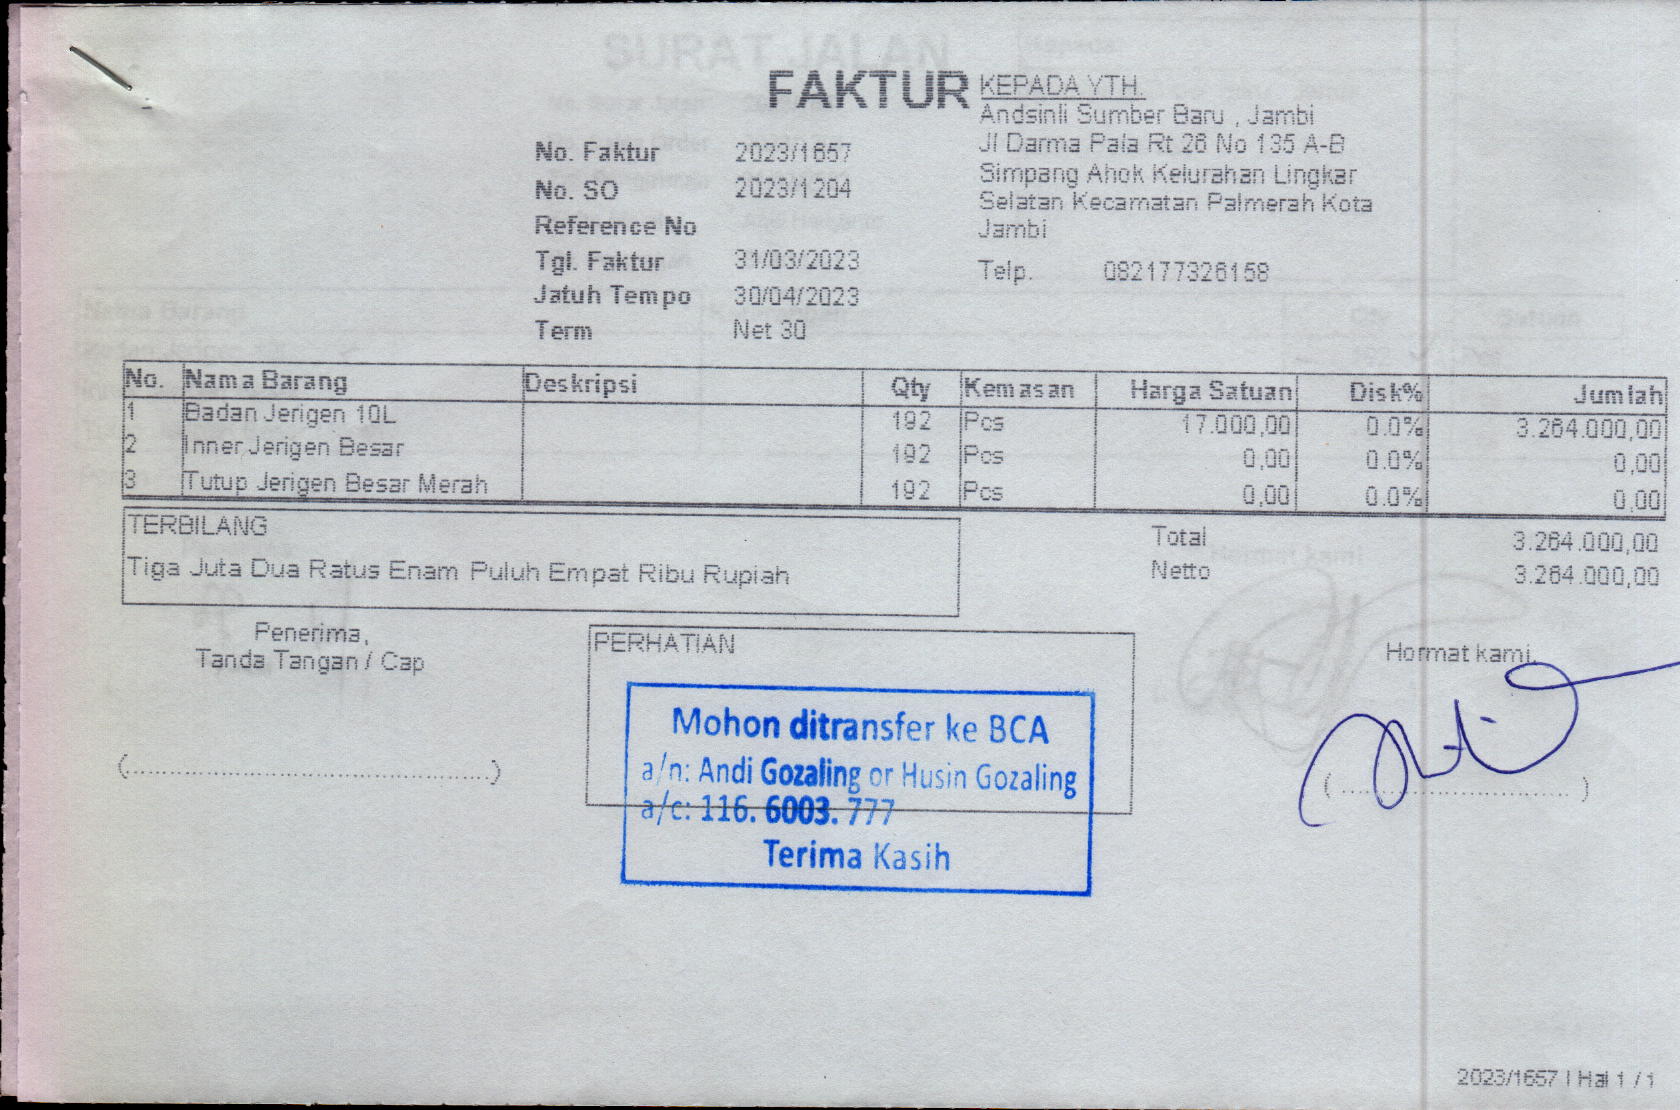 FAKTUR
KEPADA YTH.
Andsinli Sumber Baru , Jambi
Jl Darma Pala Rt 26 No 135 A-B
Simpang Ahok Kelurahan Lingkar
Selatan Kecamatan Palmerah Kota
Jambi
Telp. 082177326158
No. Faktur 2023/1657
No. SO 2023/1204
Reference No
Tgl. Faktur 31/03/2023
Jatuh Tempo 30/04/2023
Term Net 30
No. Nama Barang Deskripsi Qty Kemasan Harga Satuan Disk% Jumlah
1 Badan Jerigen 10L 192 Pcs 17.000,00 0.0% 3.264.000,00
2 Inner Jerigen Besar 192 Pcs 0,00 0.0% 0,00
3 Tutup Jerigen Besar Merah 192 Pcs 0,00 0.0% 0,00
TERBILANG
Tiga Juta Dua Ratus Enam Puluh Empat Ribu Rupiah
Total 3.264.000,00
Netto 3.264.000,00
Penerima,
Tanda Tangan / Cap
(.................................................)
PERHATIAN
Mohon ditransfer ke BCA
a/n: Andi Gozaling or Husin Gozaling
a/c: 116. 6003. 777
Terima Kasih
Hormat kami,
(.................................)
2023/1657 | Hal 1 / 1
SURAT JALAN